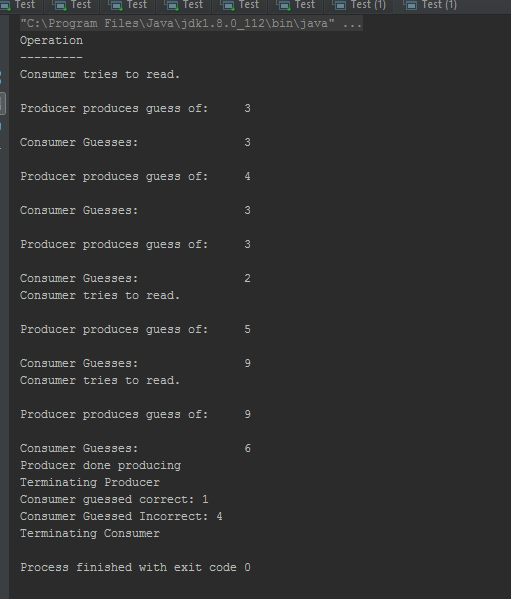 Test Test Test Test Test Test Test (1) Test (1)
"C:\Program Files\Java\jdk1.8.0_112\bin\java" ...
Operation
---------
Consumer tries to read.
Producer produces guess of: 3
Consumer Guesses: 3
Producer produces guess of: 4
Consumer Guesses: 3
Producer produces guess of: 3
Consumer Guesses: 2
Consumer tries to read.
Producer produces guess of: 5
Consumer Guesses: 9
Consumer tries to read.
Producer produces guess of: 9
Consumer Guesses: 6
Producer done producing
Terminating Producer
Consumer guessed correct: 1
Consumer Guessed Incorrect: 4
Terminating Consumer
Process finished with exit code 0